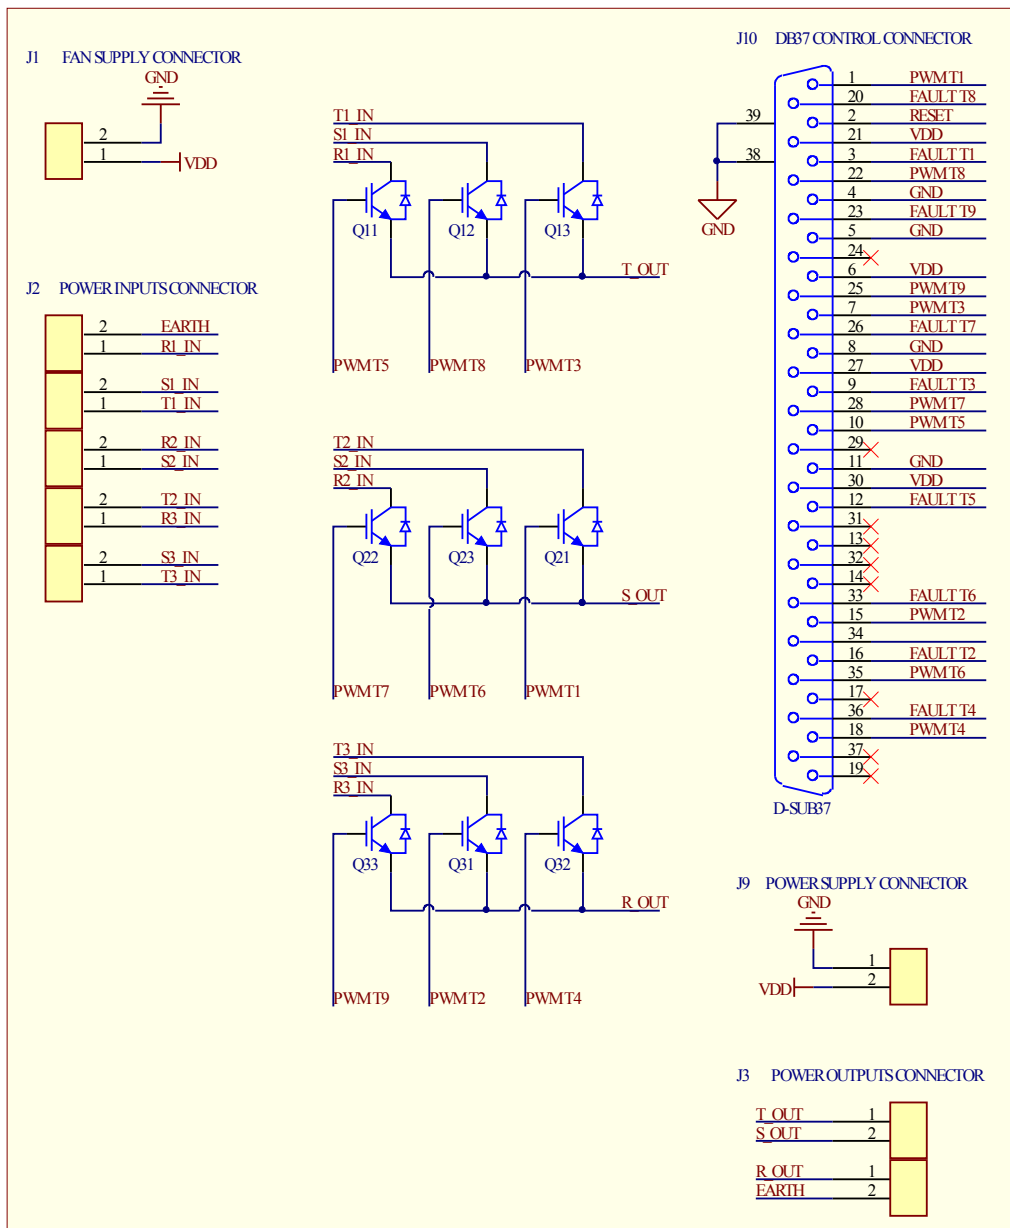 J1 FAN SUPPLY CONNECTOR
GND
2
1
VDD
J2 POWER INPUTS CONNECTOR
2 EARTH
1 R1_IN
2 S1_IN
1 T1_IN
2 R2_IN
1 S2_IN
2 T2_IN
1 R3_IN
2 S3_IN
1 T3_IN
T1_IN
S1_IN
R1_IN
Q11 Q12 Q13
T_OUT
PWMT5 PWMT8 PWMT3
T2_IN
S2_IN
R2_IN
Q22 Q23 Q21
S_OUT
PWMT7 PWMT6 PWMT1
T3_IN
S3_IN
R3_IN
Q33 Q31 Q32
R_OUT
PWMT9 PWMT2 PWMT4
J10 DB37 CONTROL CONNECTOR
39
38
GND
1 PWMT1
20 FAULT T8
2 RESET
21 VDD
3 FAULT T1
22 PWMT8
4 GND
23 FAULT T9
5 GND
24
6 VDD
25 PWMT9
7 PWMT3
26 FAULT T7
8 GND
27 VDD
9 FAULT T3
28 PWMT7
10 PWMT5
29
11 GND
30 VDD
12 FAULT T5
31
13
32
14
33 FAULT T6
15 PWMT2
34
16 FAULT T2
35 PWMT6
17
36 FAULT T4
18 PWMT4
37
19
D-SUB37
J9 POWER SUPPLY CONNECTOR
GND
1
2
VDD
J3 POWER OUTPUTS CONNECTOR
T_OUT 1
S_OUT 2
R_OUT 1
EARTH 2